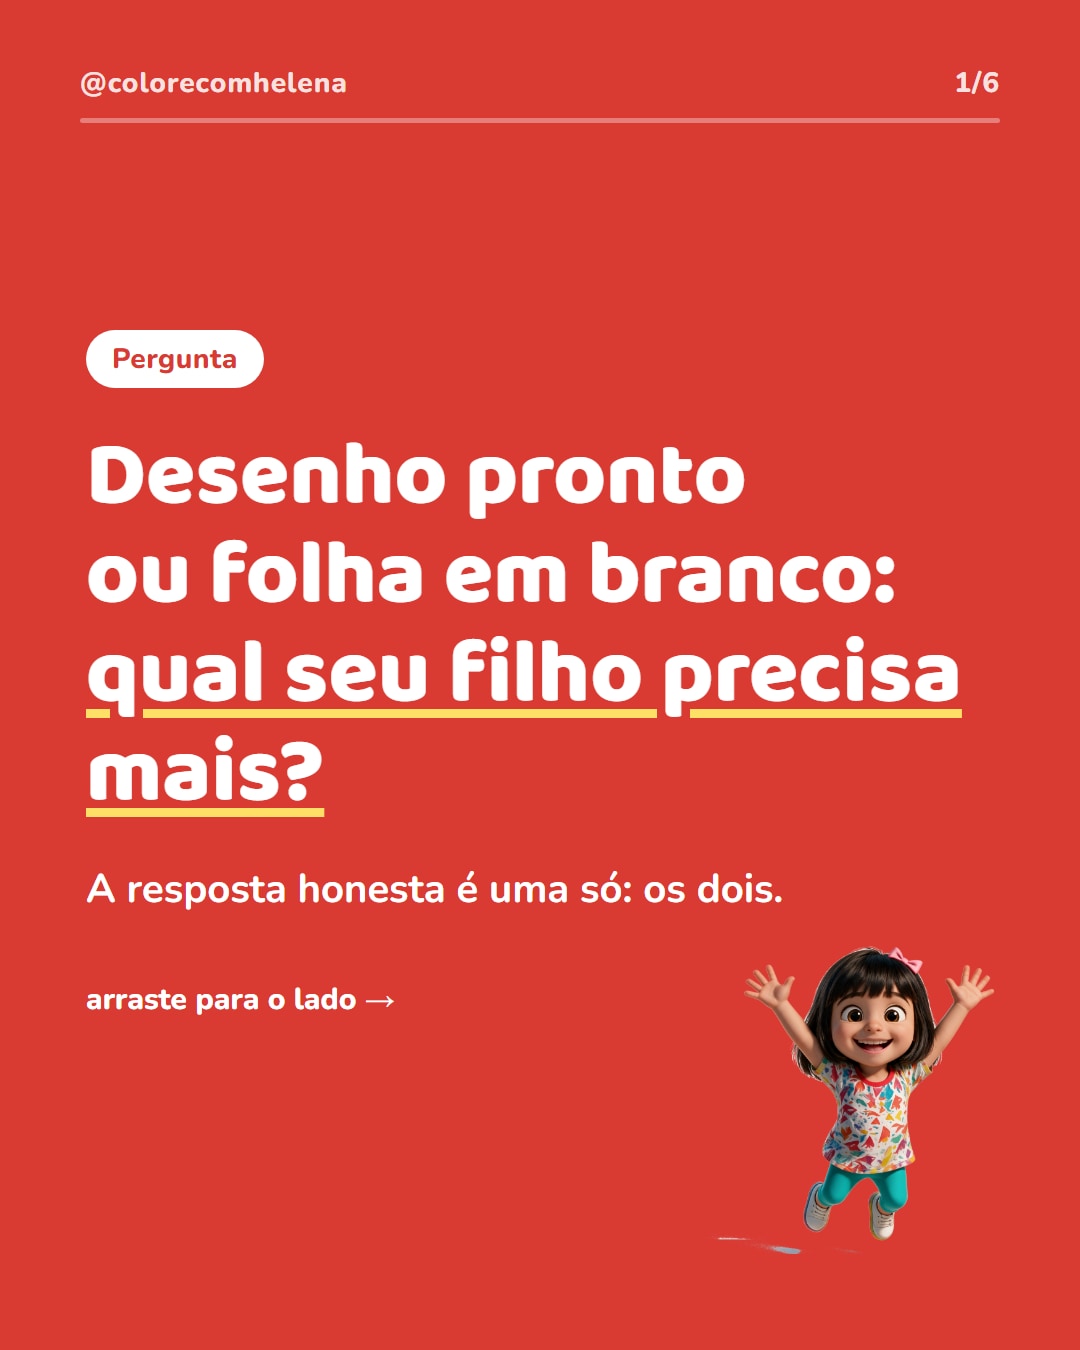 @colorecomhelena
1/6
Pergunta
Desenho pronto
ou folha em branco:
qual seu filho precisa
mais?
A resposta honesta é uma só: os dois.
arraste para o lado →